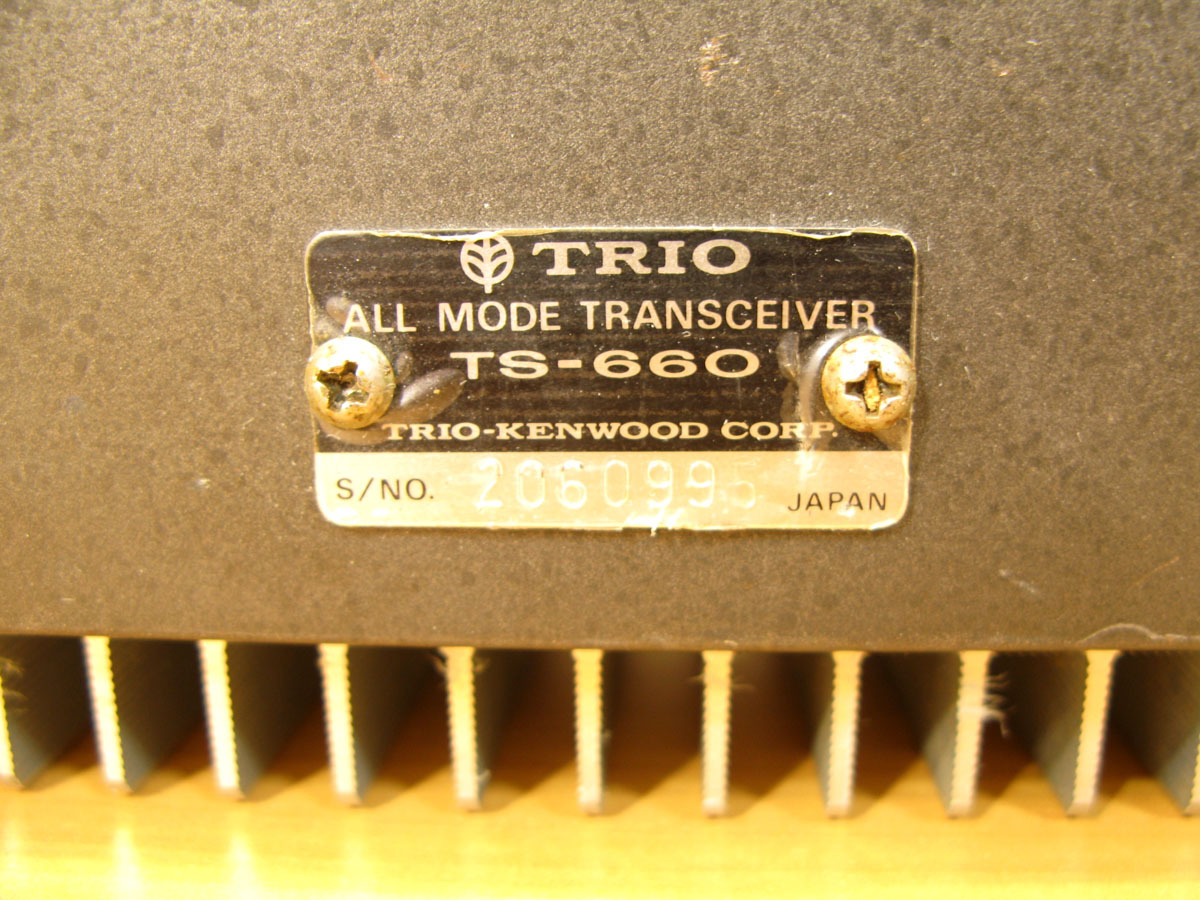 TRIO
ALL MODE TRANSCEIVER
TS-660
TRIO-KENWOOD CORP.
S/NO. 2060995 JAPAN